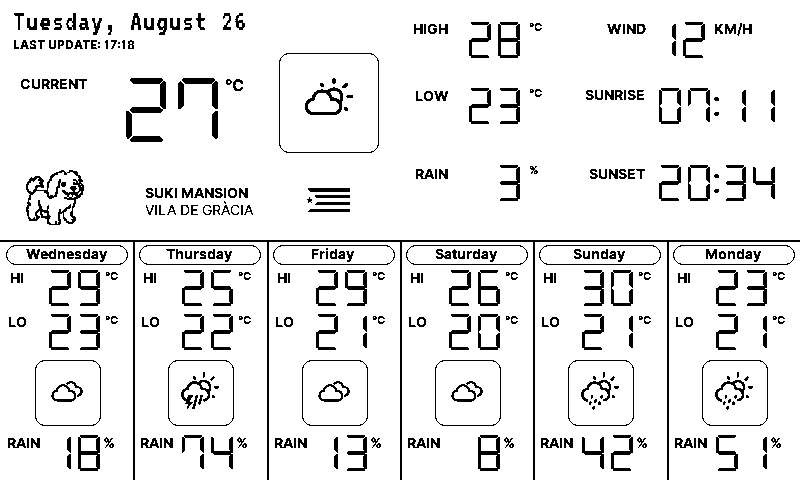 Tuesday, August 26
LAST UPDATE: 17:18
CURRENT 27 °C
HIGH 28 °C
LOW 23 °C
RAIN 3 %
WIND 12 KM/H
SUNRISE 07:11
SUNSET 20:34
SUKI MANSION
VILA DE GRÀCIA
Wednesday
HI 29 °C
LO 23 °C
RAIN 18 %
Thursday
HI 25 °C
LO 22 °C
RAIN 74 %
Friday
HI 29 °C
LO 21 °C
RAIN 13 %
Saturday
HI 26 °C
LO 20 °C
RAIN 8 %
Sunday
HI 30 °C
LO 21 °C
RAIN 42 %
Monday
HI 23 °C
LO 21 °C
RAIN 51 %